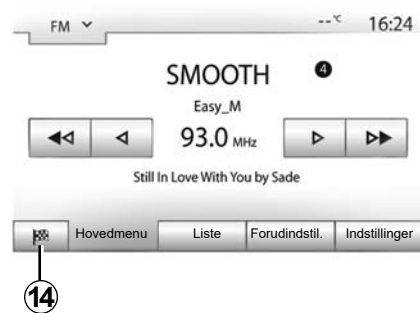 FM --°C 16:24
SMOOTH 4
Easy_M
93.0 MHz
Still In Love With You by Sade
Hovedmenu Liste Forudindstil. Indstillinger
14